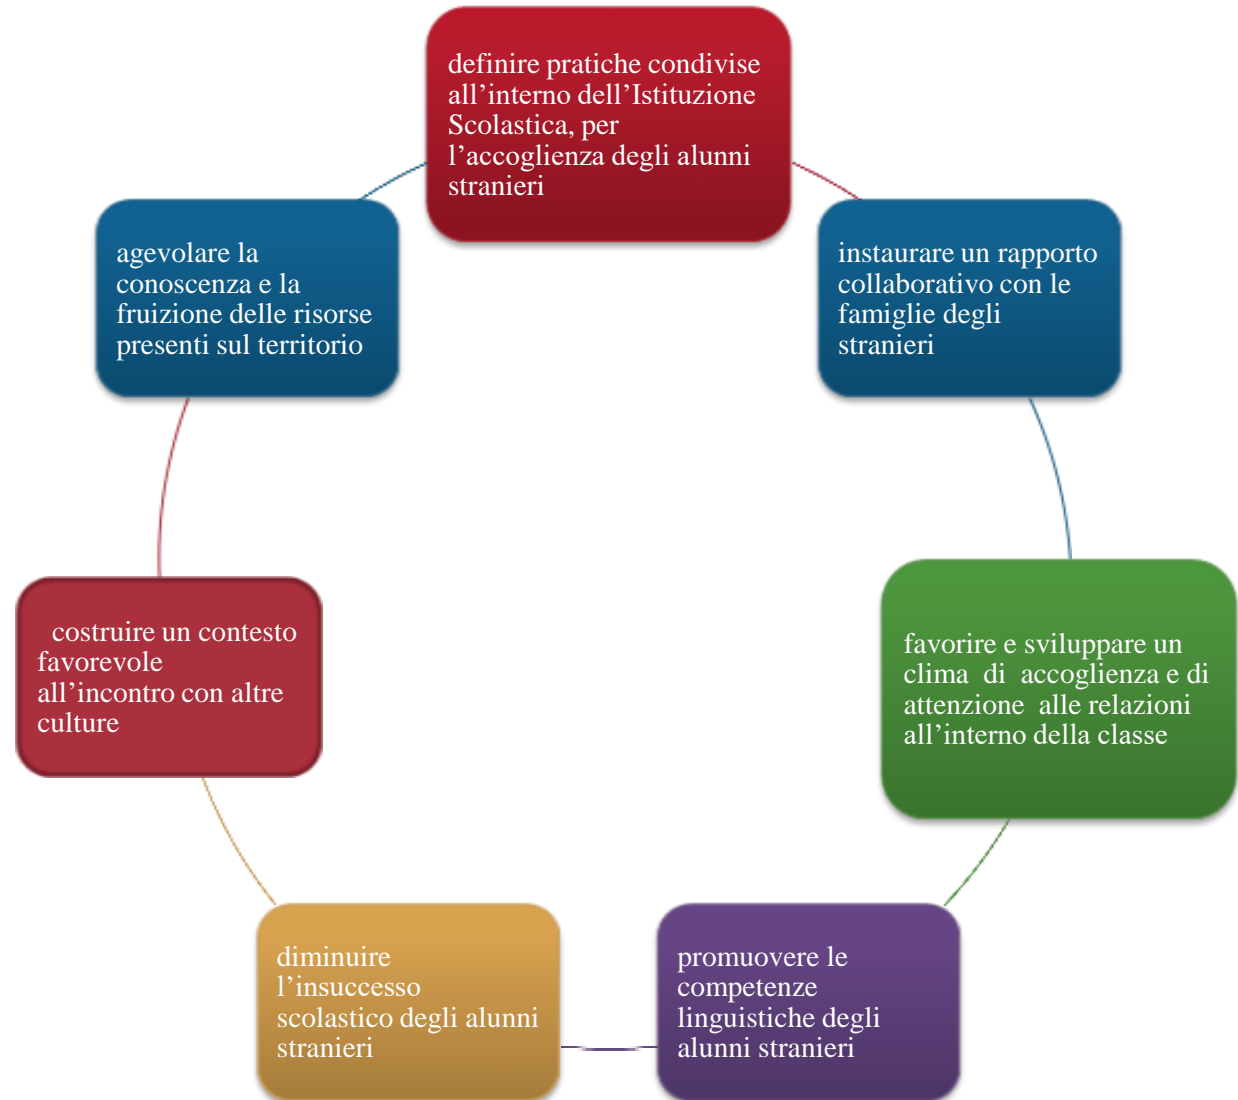 definire pratiche condivise
all’interno dell’Istituzione
Scolastica, per
l’accoglienza degli alunni
stranieri
instaurare un rapporto
collaborativo con le
famiglie degli
stranieri
favorire e sviluppare un
clima di accoglienza e di
attenzione alle relazioni
all’interno della classe
promuovere le
competenze
linguistiche degli
alunni stranieri
diminuire
l’insuccesso
scolastico degli alunni
stranieri
costruire un contesto
favorevole
all’incontro con altre
culture
agevolare la
conoscenza e la
fruizione delle risorse
presenti sul territorio